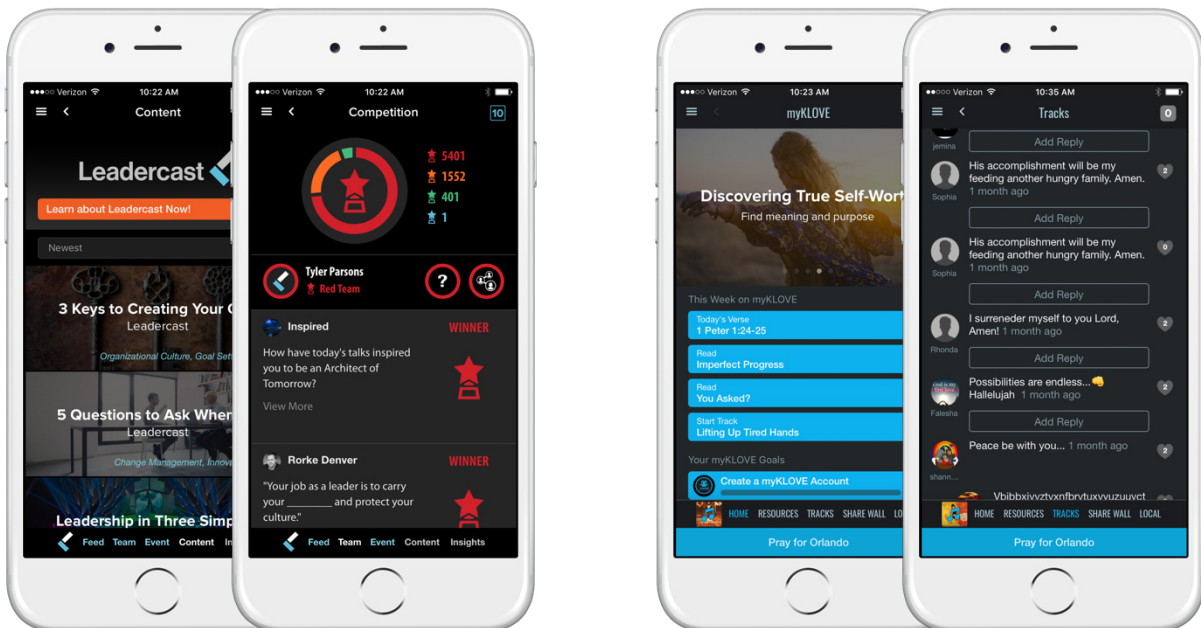 ●●●○○ Verizon 10:22 AM
Content
Leadercast
Learn about Leadercast Now!
Newest
3 Keys to Creating Your
Leadercast
Organizational Culture, Goal Set
5 Questions to Ask When
Leadercast
Change Management, Innova
Leadership in Three Simp
Feed Team Event Content In
●●●○○ Verizon 10:22 AM
Competition 10
5401
1552
401
1
Tyler Parsons
Red Team
?
Inspired WINNER
How have today's talks inspired
you to be an Architect of
Tomorrow?
View More
Rorke Denver WINNER
"Your job as a leader is to carry
your ________ and protect your
culture."
Feed Team Event Content Insights
●●●○○ Verizon 10:23 AM
myKLOVE
Discovering True Self-Wort
Find meaning and purpose
This Week on myKLOVE
Today's Verse
1 Peter 1:24-25
Read
Imperfect Progress
Read
You Asked?
Start Track
Lifting Up Tired Hands
Your myKLOVE Goals
Create a myKLOVE Account
HOME RESOURCES TRACKS SHARE WALL LO
Pray for Orlando
●●○○○ Verizon 10:35 AM
Tracks 0
jemina
Add Reply
His accomplishment will be my
feeding another hungry family. Amen.
1 month ago
2
Sophia
Add Reply
His accomplishment will be my
feeding another hungry family. Amen.
1 month ago
0
Sophia
Add Reply
I surreneder myself to you Lord,
Amen! 1 month ago
2
Rhonda
Add Reply
Possibilities are endless...👊
Hallelujah 1 month ago
2
Falesha
Add Reply
Peace be with you... 1 month ago
2
shann...
HOME RESOURCES TRACKS SHARE WALL LOCAL
Pray for Orlando